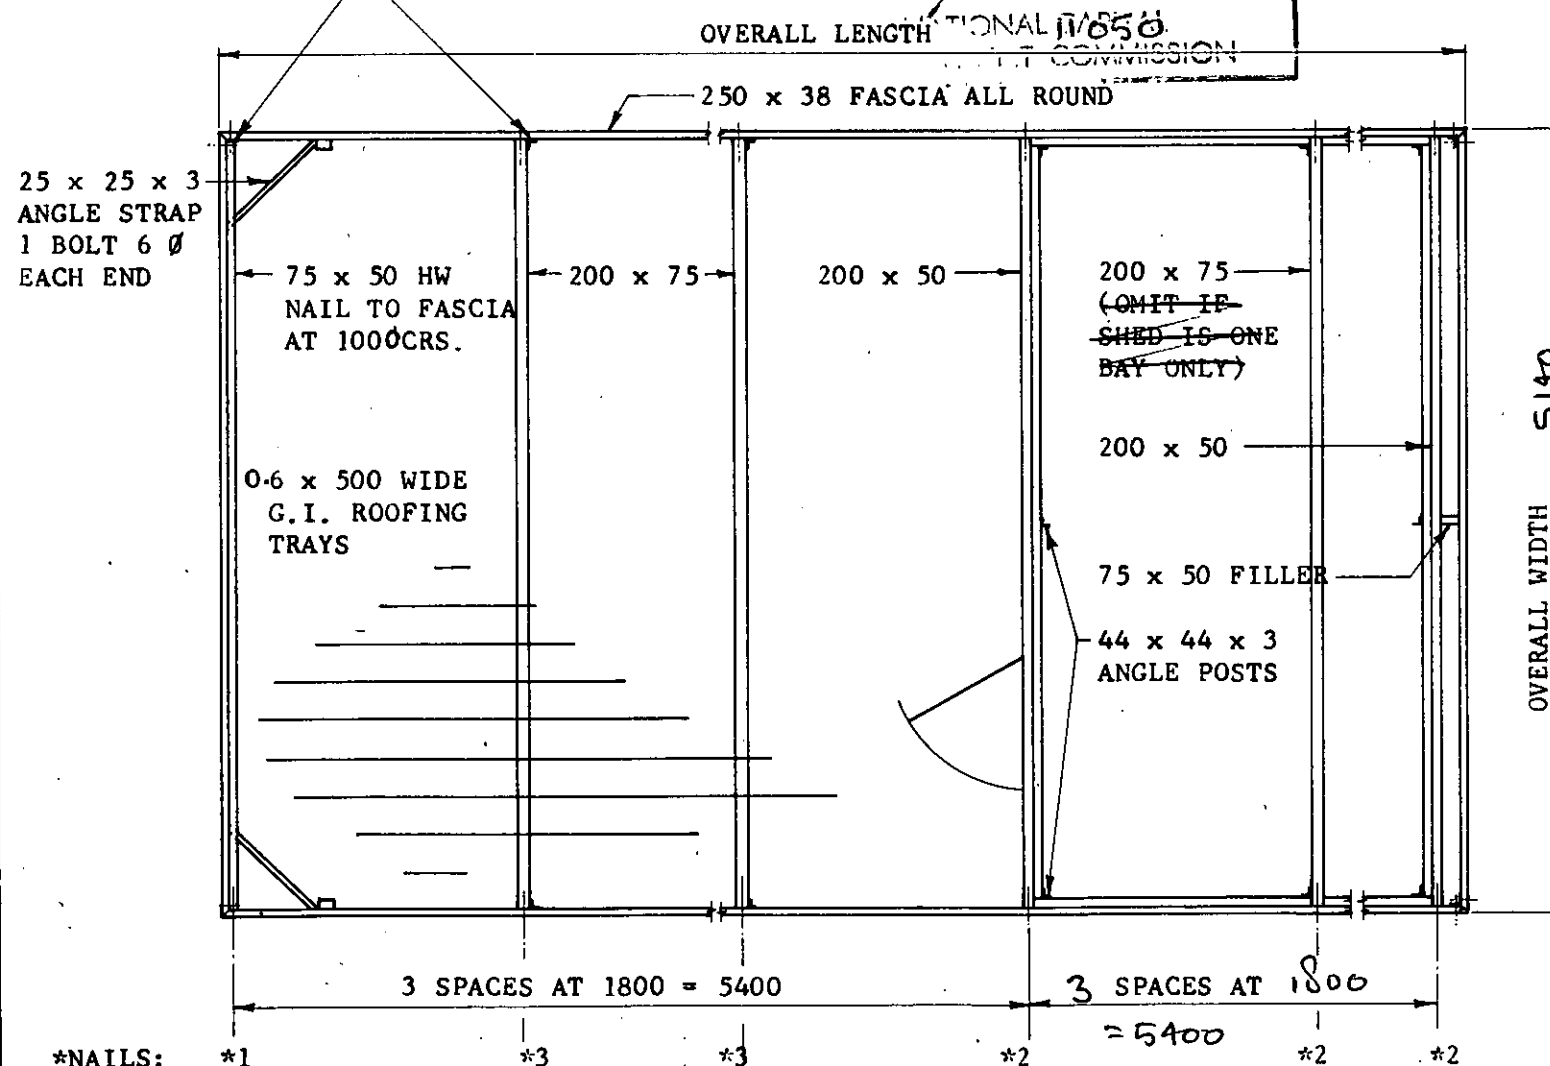 OVERALL LENGTH 11050
COMMISSION
250 x 38 FASCIA ALL ROUND
25 x 25 x 3
ANGLE STRAP
1 BOLT 6 Ø
EACH END
75 x 50 HW
NAIL TO FASCIA
AT 1000CRS.
200 x 75
200 x 50
200 x 75
(OMIT IF
SHED IS ONE
BAY ONLY)
200 x 50
0.6 x 500 WIDE
G.I. ROOFING
TRAYS
75 x 50 FILLER
44 x 44 x 3
ANGLE POSTS
OVERALL WIDTH 5140
3 SPACES AT 1800 = 5400
3 SPACES AT 1800
= 5400
*NAILS: *1 *3 *3 *2 *2 *2